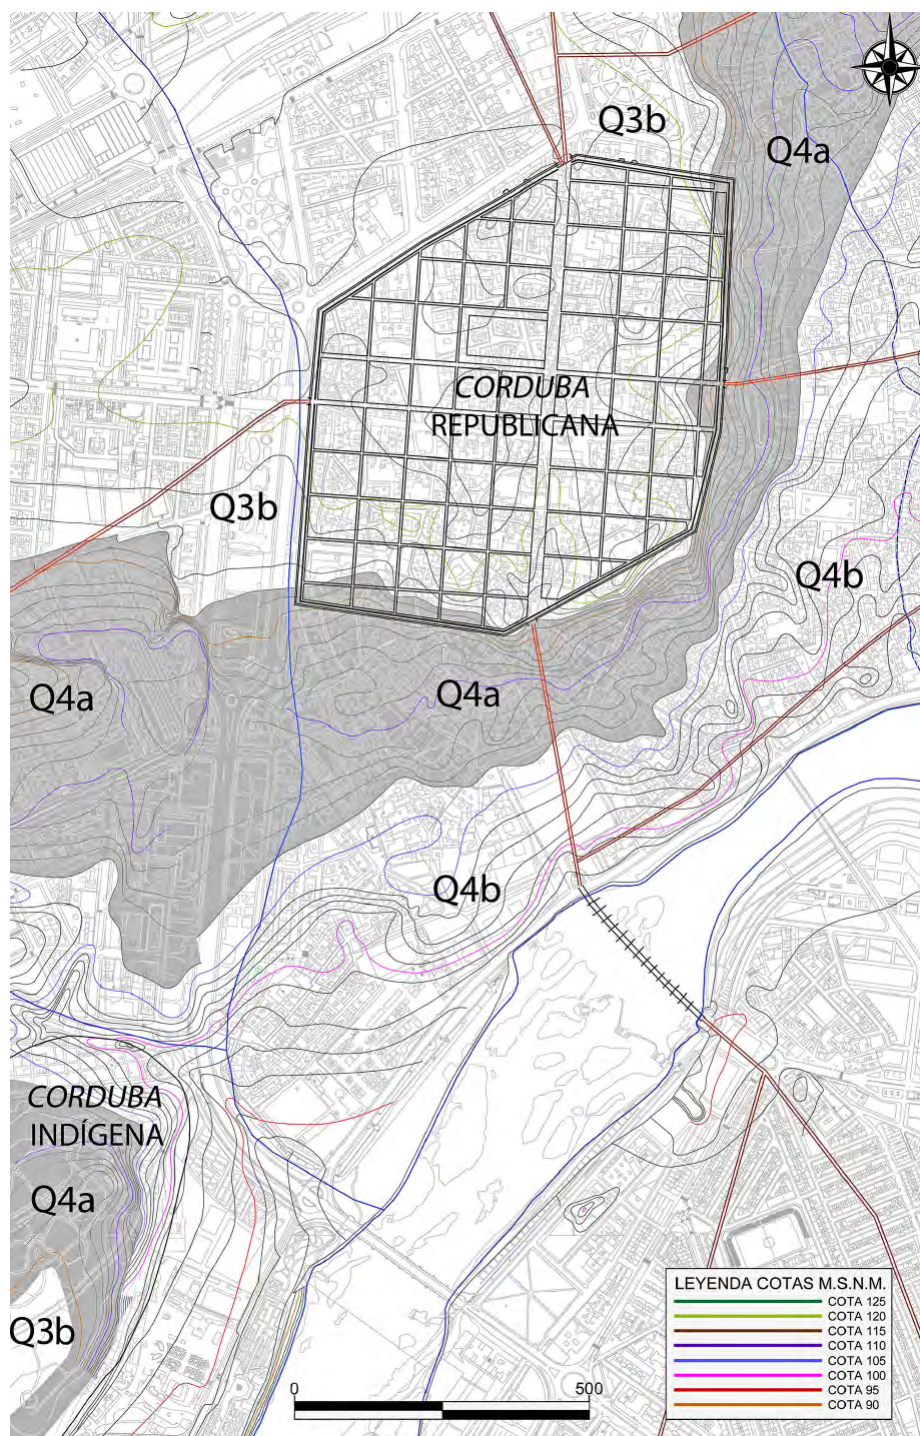 Q3b
Q4a
CORDUBA
REPUBLICANA
Q3b
Q4b
Q4a
Q4a
Q4b
CORDUBA
INDÍGENA
Q4a
Q3b
LEYENDA COTAS M.S.N.M.
COTA 125
COTA 120
COTA 115
COTA 110
COTA 105
COTA 100
COTA 95
COTA 90
0 500